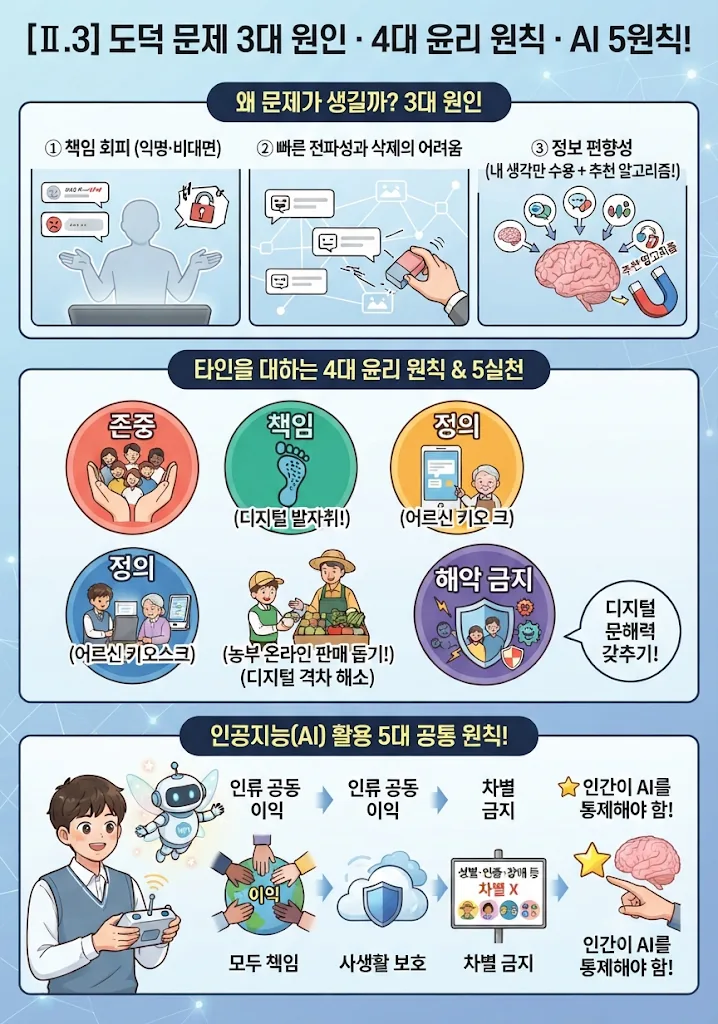 [Ⅱ.3] 도덕 문제 3대 원인 · 4대 윤리 원칙 · AI 5원칙!
왜 문제가 생길까? 3대 원인
① 책임 회피 (익명·비대면)
② 빠른 전파성과 삭제의 어려움
③ 정보 편향성
(내 생각만 수용 + 추천 알고리즘!)
추천 알고리즘
타인을 대하는 4대 윤리 원칙 & 5실천
존중
책임
(디지털 발자취!)
정의
(어르신 키오 크)
정의
(어르신 키오스크)
(농부 온라인 판매 돕기!)
(디지털 격차 해소)
해악 금지
디지털
문해력
갖추기!
인공지능(AI) 활용 5대 공통 원칙!
인류 공동
이익
인류 공동
이익
차별
금지
인간이 AI를
통제해야 함!
이익
모두 책임
사생활 보호
성별·인종·장애 등
차별 X
차별 금지
인간이 AI를
통제해야 함!